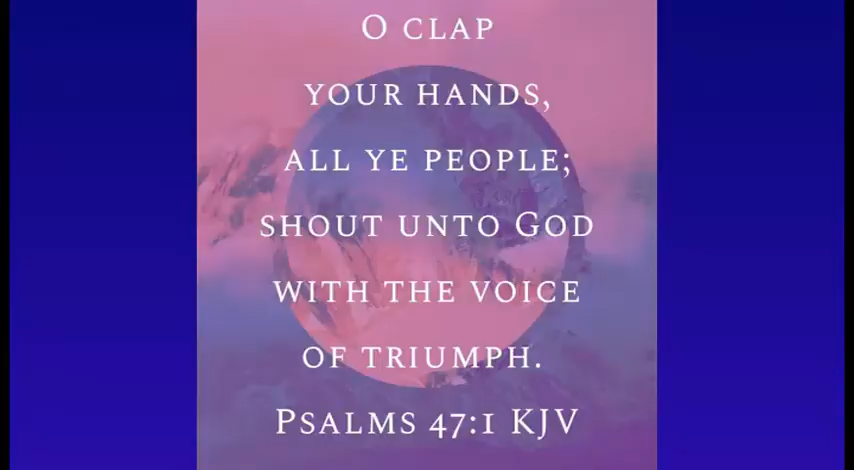 O clap
your hands,
all ye people;
shout unto God
with the voice
of triumph.
Psalms 47:1 KJV